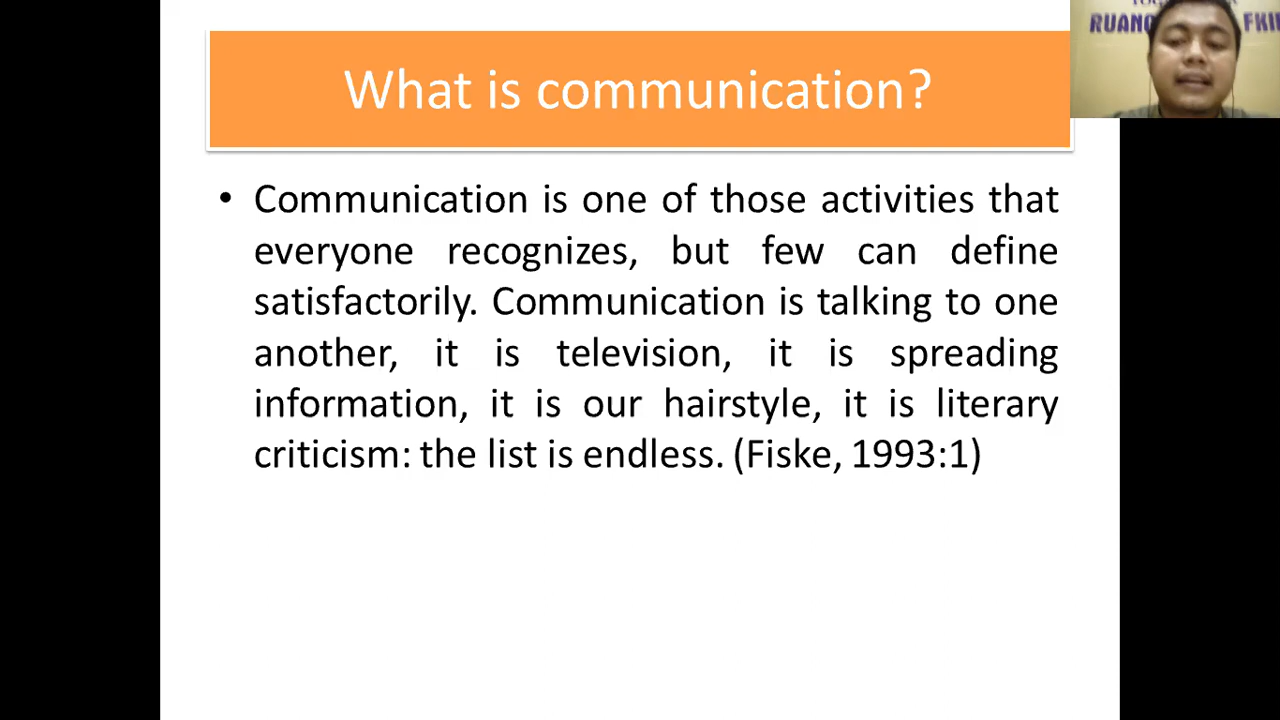 What is communication?
RUANG FKIP
• Communication is one of those activities that
everyone recognizes, but few can define
satisfactorily. Communication is talking to one
another, it is television, it is spreading
information, it is our hairstyle, it is literary
criticism: the list is endless. (Fiske, 1993:1)